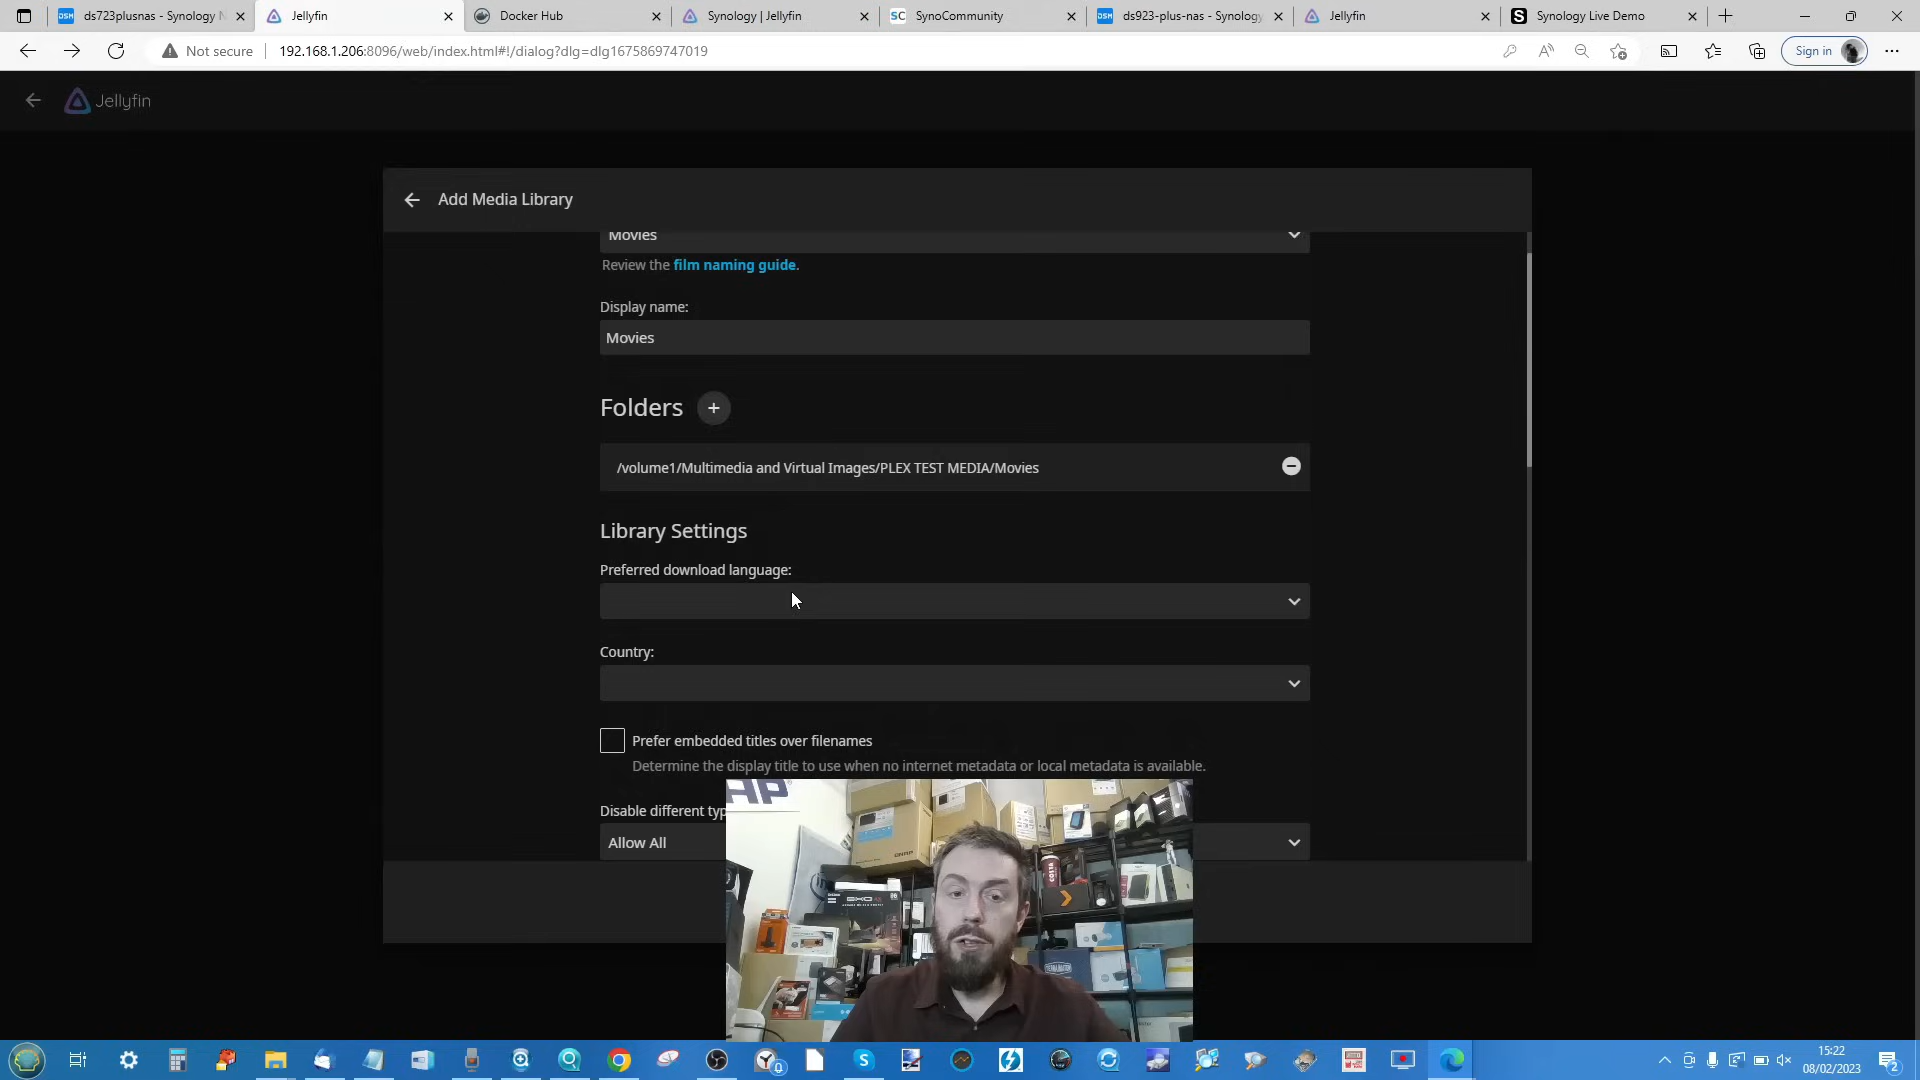 ds723plusnas - Synology N
Jellyfin
Docker Hub
Synology | Jellyfin
SC
SynoCommunity
DSM
ds923-plus-nas - Synology
Jellyfin
S
Synology Live Demo
Not secure
192.168.1.206:8096/web/index.html#!/dialog?dlg=dlg1675869747019
Sign in
Jellyfin
Add Media Library
Movies
Review the film naming guide.
Display name:
Movies
Folders
/volume1/Multimedia and Virtual Images/PLEX TEST MEDIA/Movies
Library Settings
Preferred download language:
Country:
Prefer embedded titles over filenames
Determine the display title to use when no internet metadata or local metadata is available.
Disable different typ
Allow All
15:22
08/02/2023
2